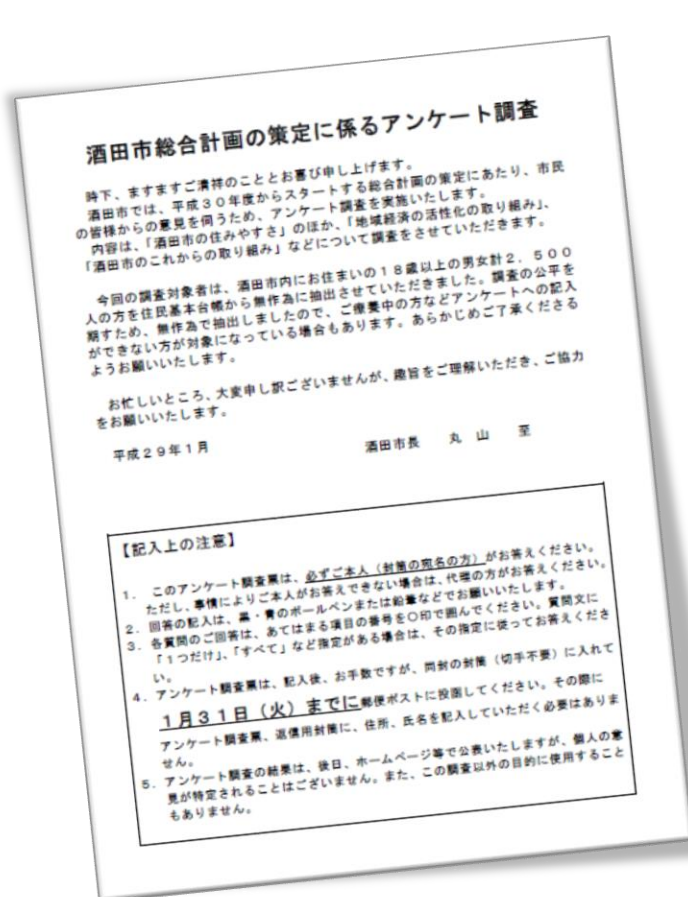 酒田市総合計画の策定に係るアンケート調査
時下、ますますご清祥のこととお喜び申し上げます。
酒田市では、平成３０年度からスタートする総合計画の策定にあたり、市民
の皆様からの意見を伺うため、アンケート調査を実施いたします。
内容は、「酒田市の住みやすさ」のほか、「地域経済の活性化の取り組み」、
「酒田市のこれからの取り組み」などについて調査をさせていただきます。
今回の調査対象者は、酒田市内にお住まいの１８歳以上の男女計２．５００
人の方を住民基本台帳から無作為に抽出させていただきました。調査の公平を
期すため、無作為で抽出しましたので、ご療養中の方などアンケートへの記入
ができない方が対象になっている場合もあります。あらかじめご了承くださる
ようお願いいたします。
お忙しいところ、大変申し訳ございませんが、趣旨をご理解いただき、ご協力
をお願いいたします。
平成２９年１月 酒田市長 丸 山 至
【記入上の注意】
１． このアンケート調査票は、必ずご本人（封筒の宛名の方）がお答えください。
ただし、事情によりご本人がお答えできない場合は、代理の方がお答えください。
２．回答の記入は、黒・青のボールペンまたは鉛筆などでお願いいたします。
３．各質問のご回答は、あてはまる項目の番号を○印で囲んでください。質問文に
「１つだけ」、「すべて」など指定がある場合は、その指定に従ってお答えくださ
い。
４．アンケート調査票は、記入後、お手数ですが、同封の封筒（切手不要）に入れて
１月３１日（火）までに郵便ポストに投函してください。その際に
アンケート調査票、返信用封筒に、住所、氏名を記入していただく必要はありま
せん。
５．アンケート調査の結果は、後日、ホームページ等で公表いたしますが、個人の意
見が特定されることはございません。また、この調査以外の目的に使用すること
もありません。